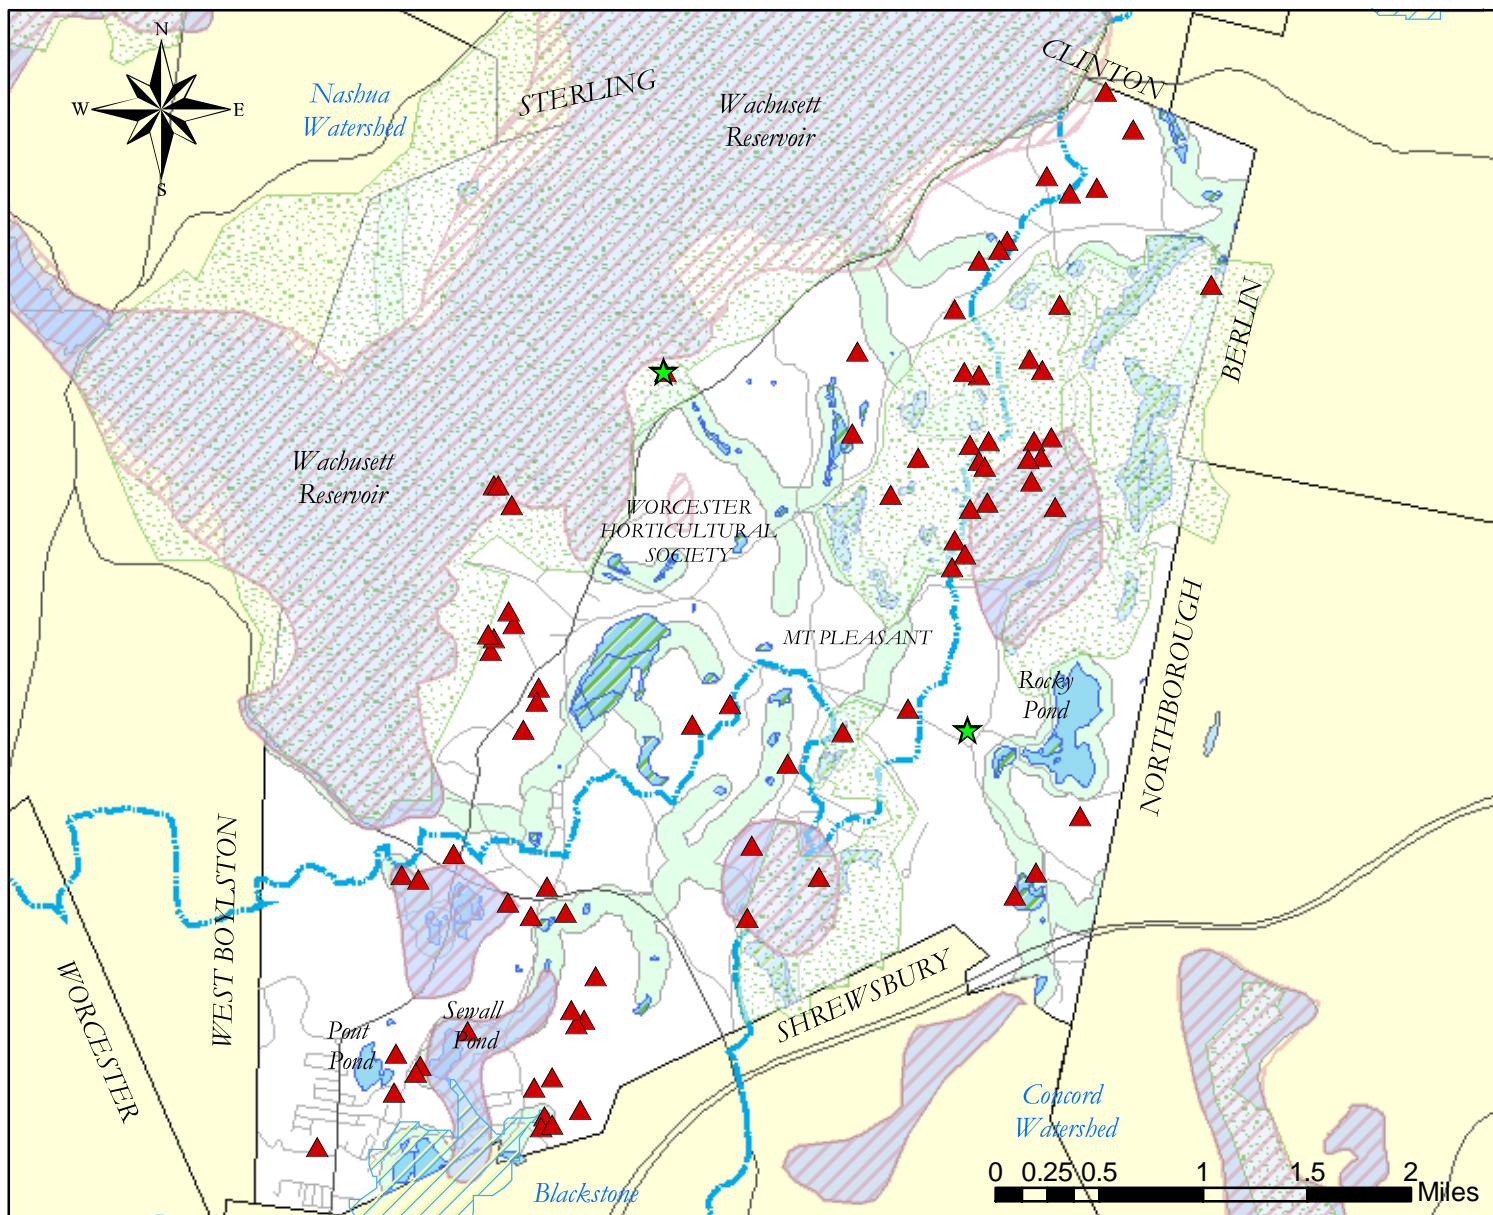 N
W
E
S
Nashua
Watershed
STERLING
Wachusett
Reservoir
CLINTON
BERLIN
Wachusett
Reservoir
WORCESTER
HORTICULTURAL
SOCIETY
MT PLEASANT
Rocky
Pond
NORTHBOROUGH
WEST BOYLSTON
WORCESTER
SHREWSBURY
Sewall
Pond
Pout
Pond
Concord
Watershed
Blackstone
0 0.25 0.5 1 1.5 2
Miles